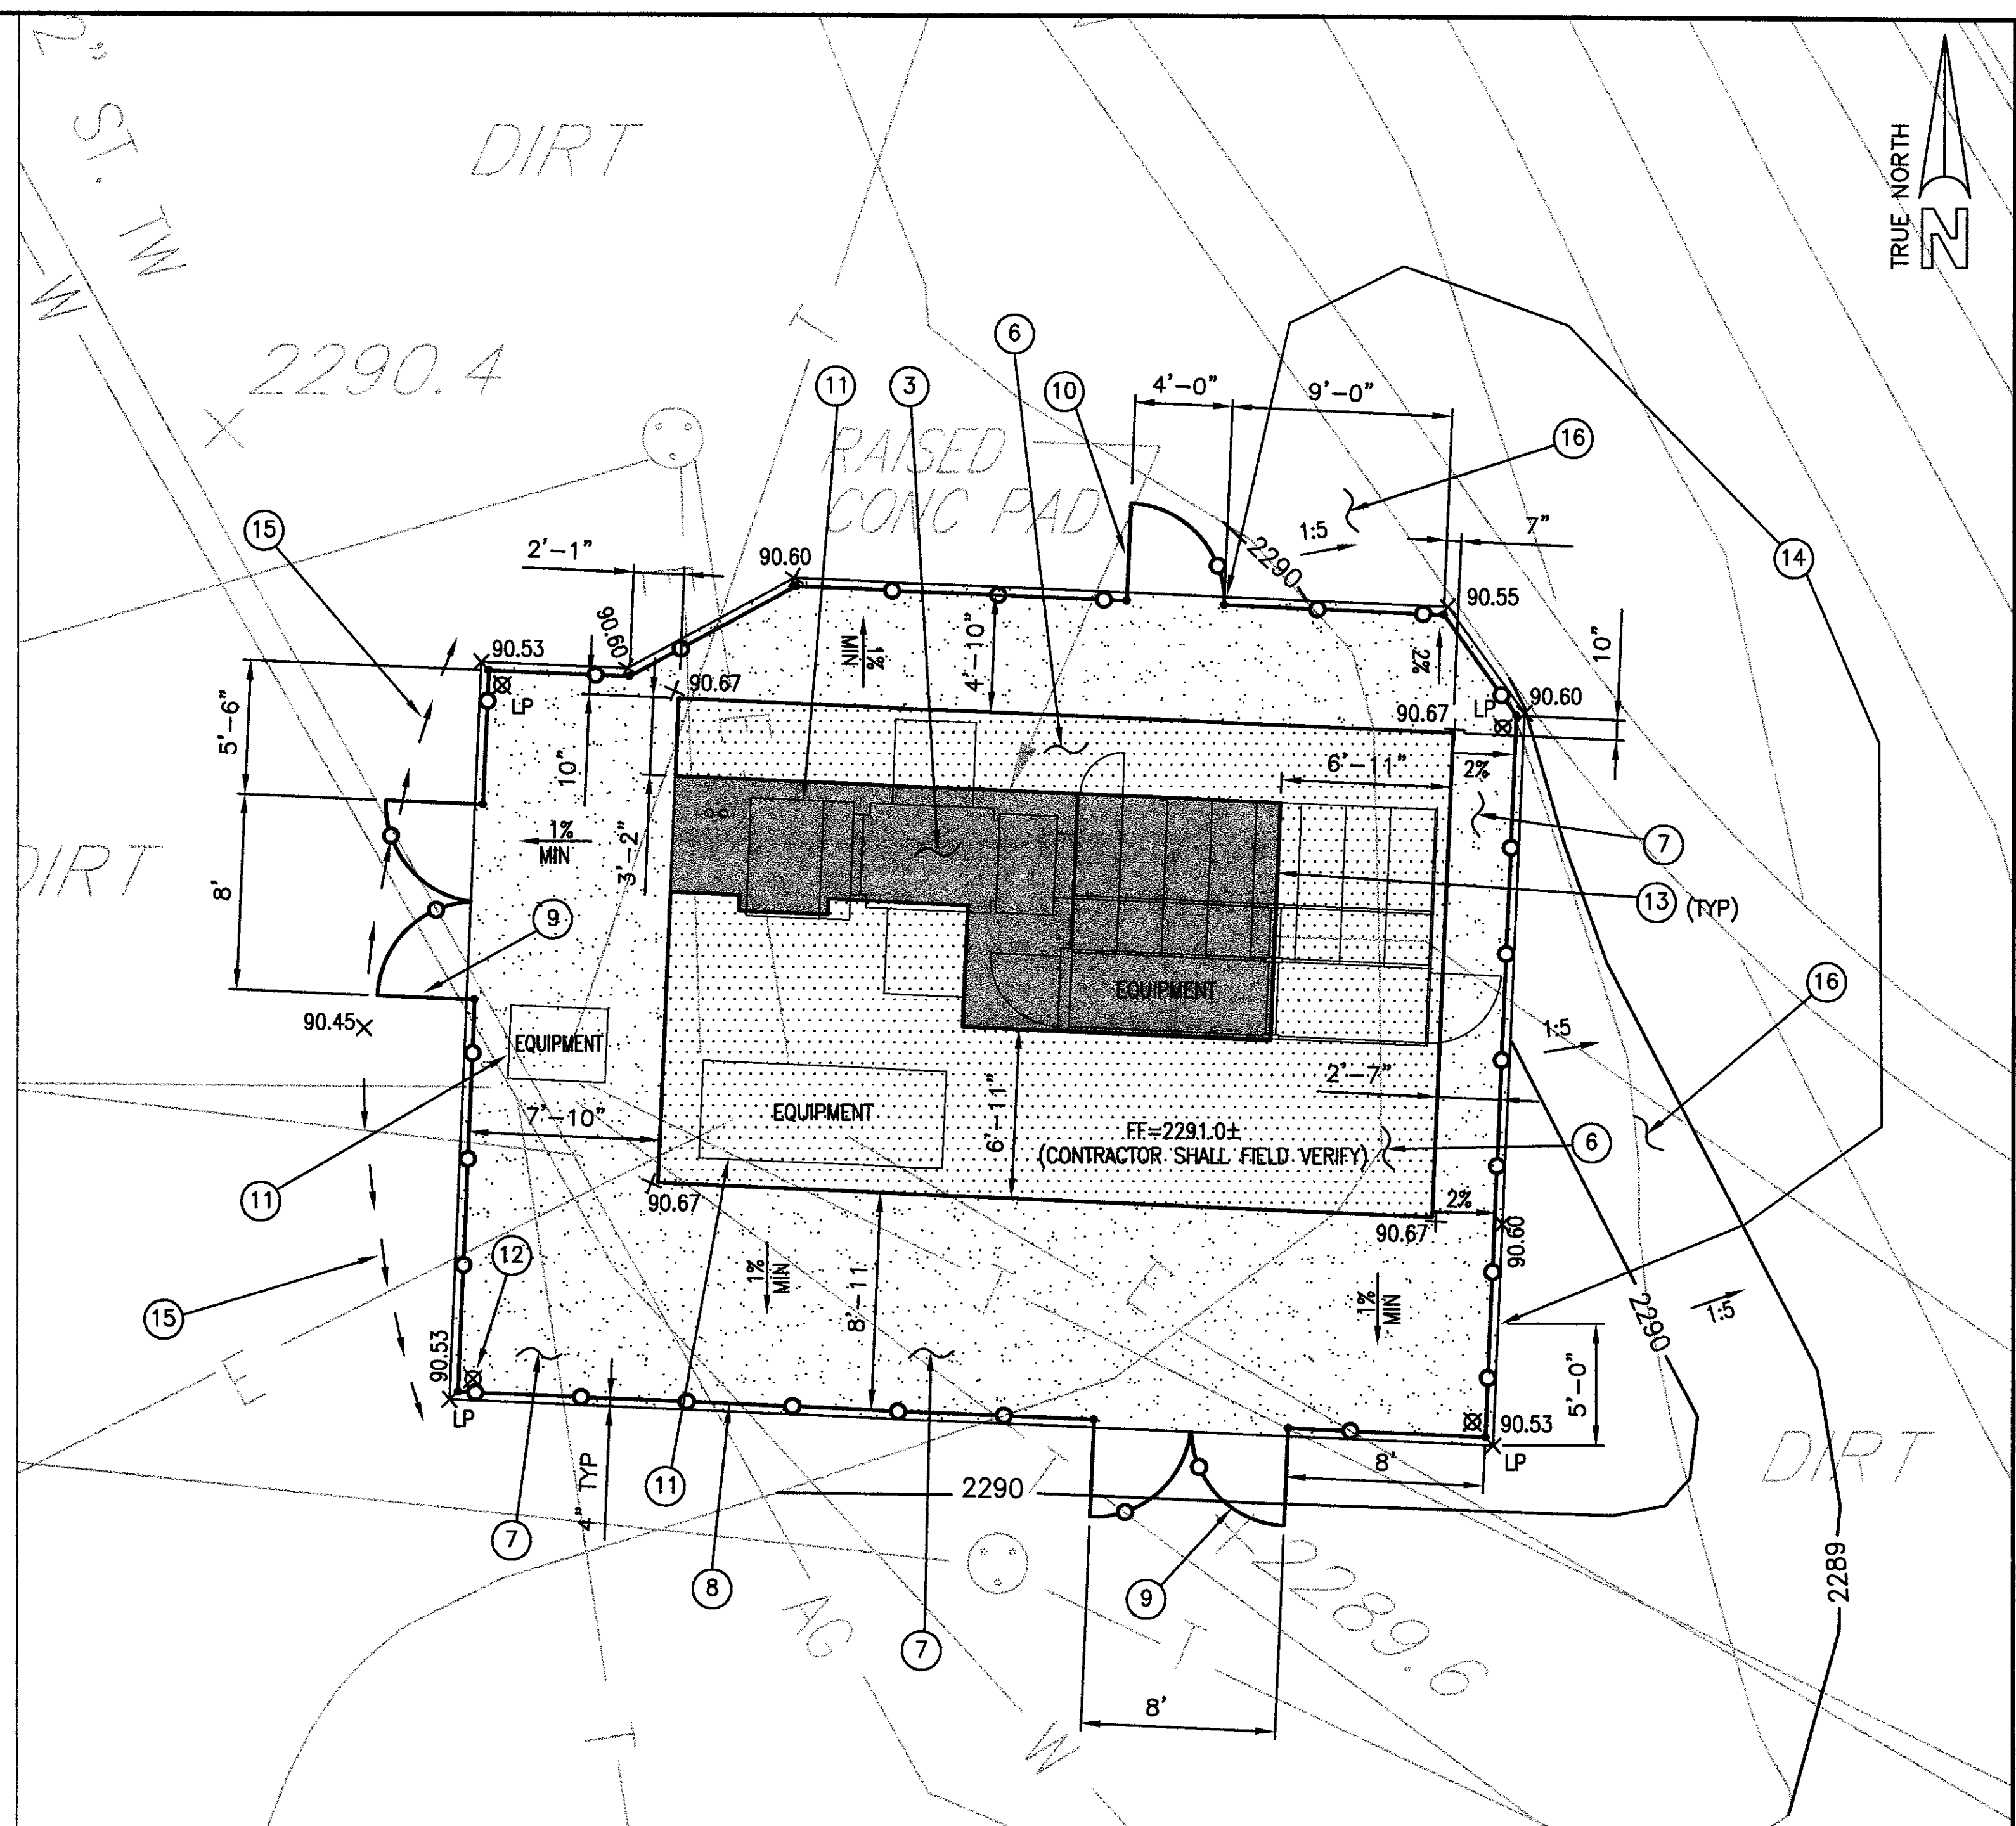 2" ST. TW
W
DIRT
TRUE NORTH
N
2290.4
T
6
11
3
10
4'-0"
9'-0"
RAISED
CONC PAD
16
15
2'-1"
90.60
1:5
7"
2290
14
90.60
90.55
90.53
1%
MIN
4'-10"
2%
10"
LP
90.67
90.60
LP
90.67
5'-6"
E
10"
6'-11"
2%
7
DIRT
1%
MIN
3'-2"
8'
13 (TYP)
9
EQUIPMENT
16
90.45
EQUIPMENT
1:5
7'-10"
EQUIPMENT
6'-11"
2'-7"
FF=2291.0±
(CONTRACTOR SHALL FIELD VERIFY)
6
11
90.67
2%
90.67
90.60
12
1%
MIN
8'-11
T
E
1%
MIN
2290
1:5
15
E
90.53
LP
5'-0"
90.53
LP
DIRT
4" TYP
11
T
8'
2290
7
8
9
2289.6
2289
AG
7
T
8'
T
W